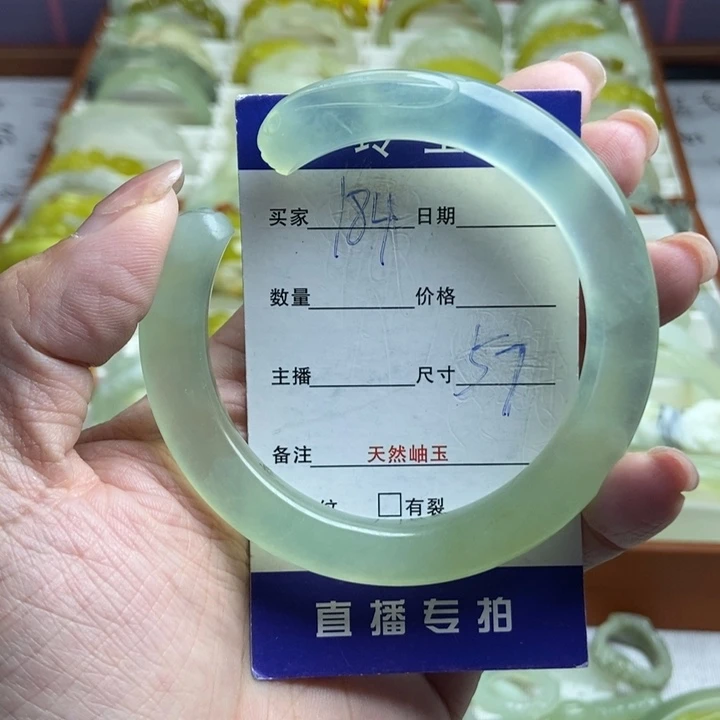 买家 184 日期
数量 价格
主播 尺寸 57
备注 天然岫玉
纹 有裂
直播专拍